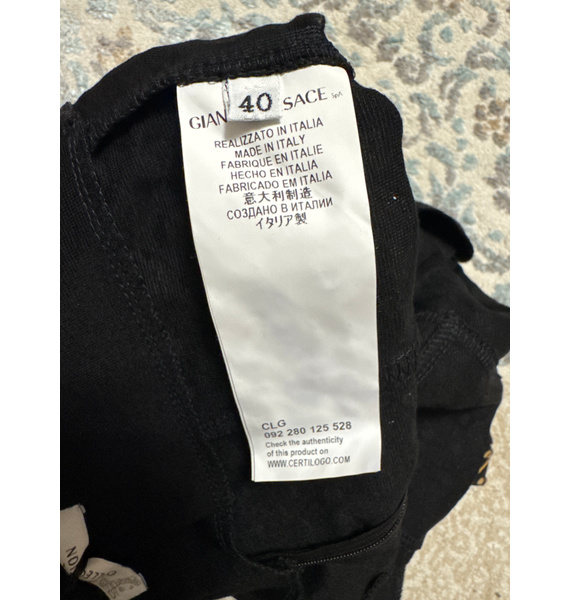 GIAN 40 SACE
REALIZZATO IN ITALIA
MADE IN ITALY
FABRIQUE EN ITALIE
HECHO EN ITALIA
FABRICADO EM ITALIA
意大利制造
СОЗДАНО В ИТАЛИИ
イタリア製
CLG
092 280 125 528
Check the authenticity
of this product on
WWW.CERTILOGO.COM